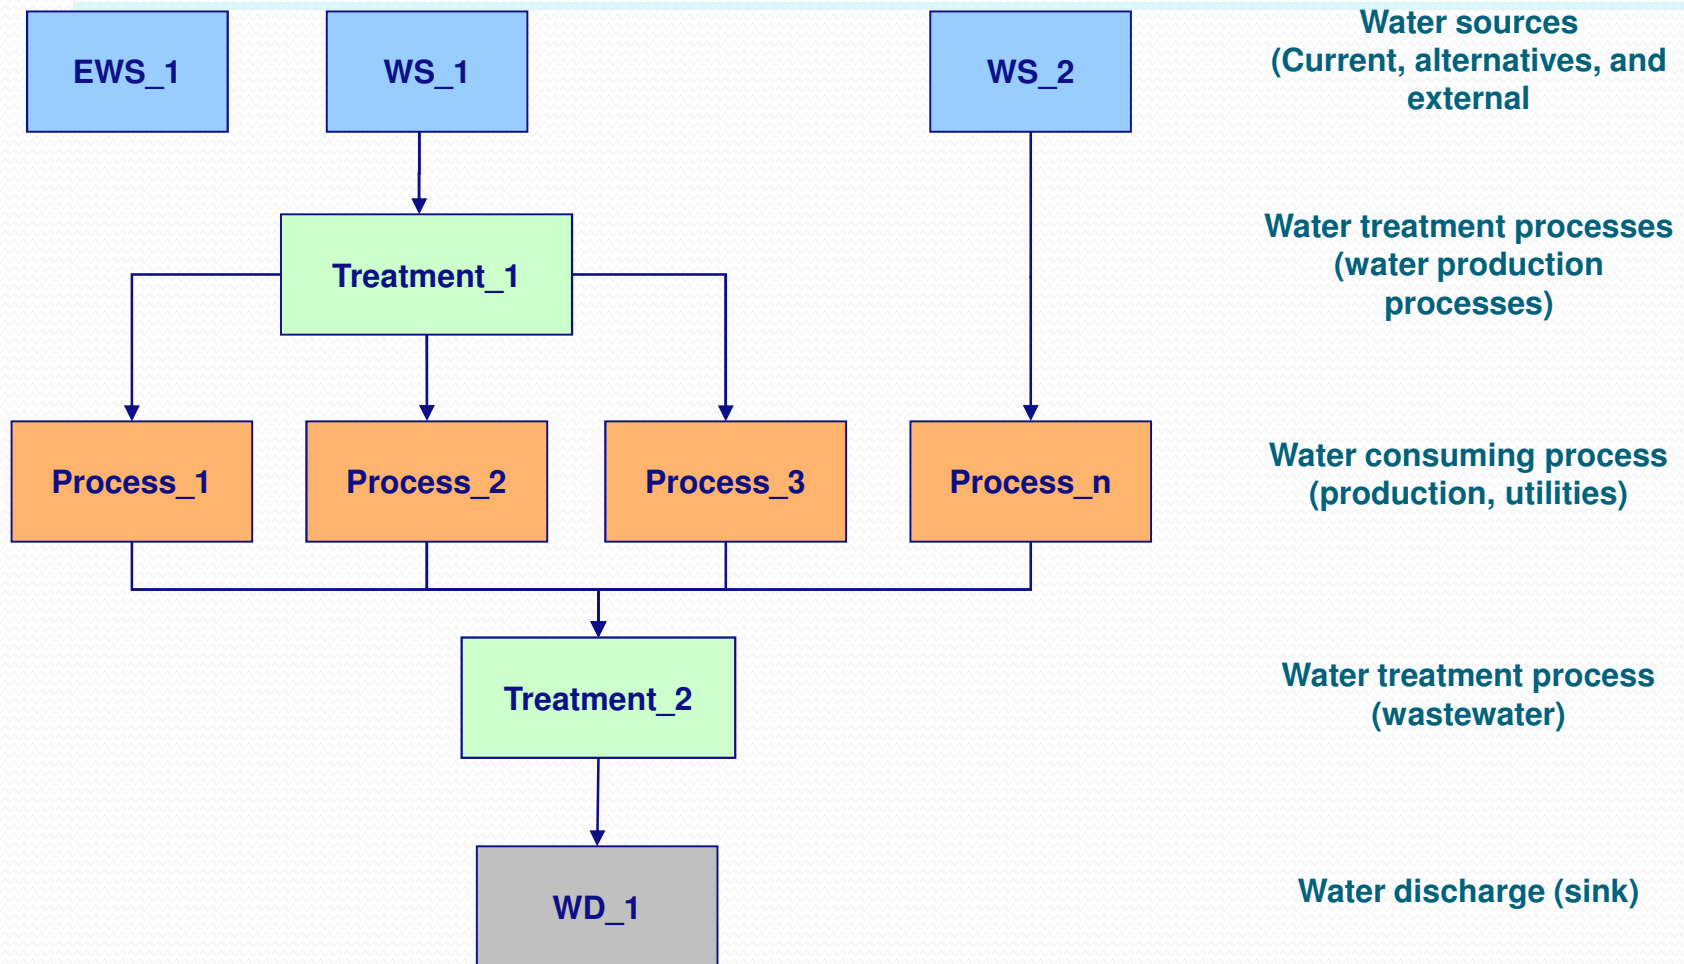 EWS_1
WS_1
WS_2
Water sources
(Current, alternatives, and
external
Treatment_1
Water treatment processes
(water production
processes)
Process_1
Process_2
Process_3
Process_n
Water consuming process
(production, utilities)
Treatment_2
Water treatment process
(wastewater)
WD_1
Water discharge (sink)